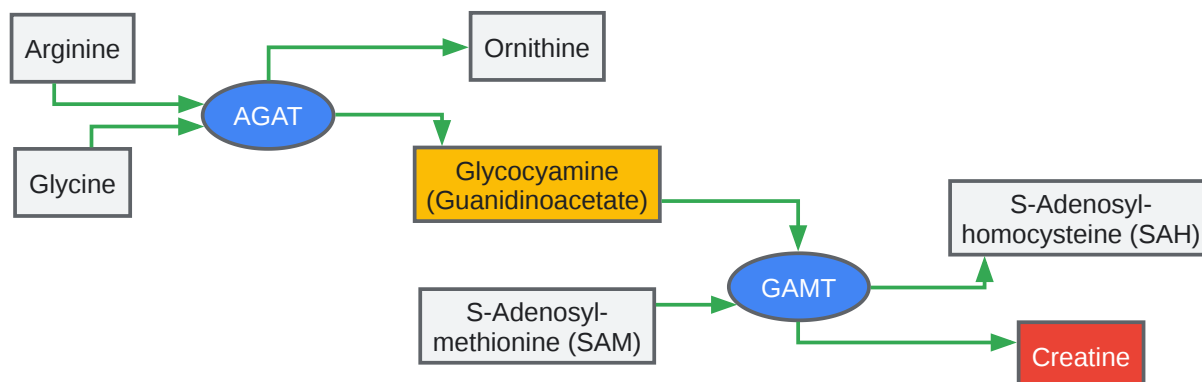 Arginine
Ornithine
AGAT
Glycine
Glycocyamine
(Guanidinoacetate)
S-Adenosyl-
homocysteine (SAH)
GAMT
S-Adenosyl-
methionine (SAM)
Creatine